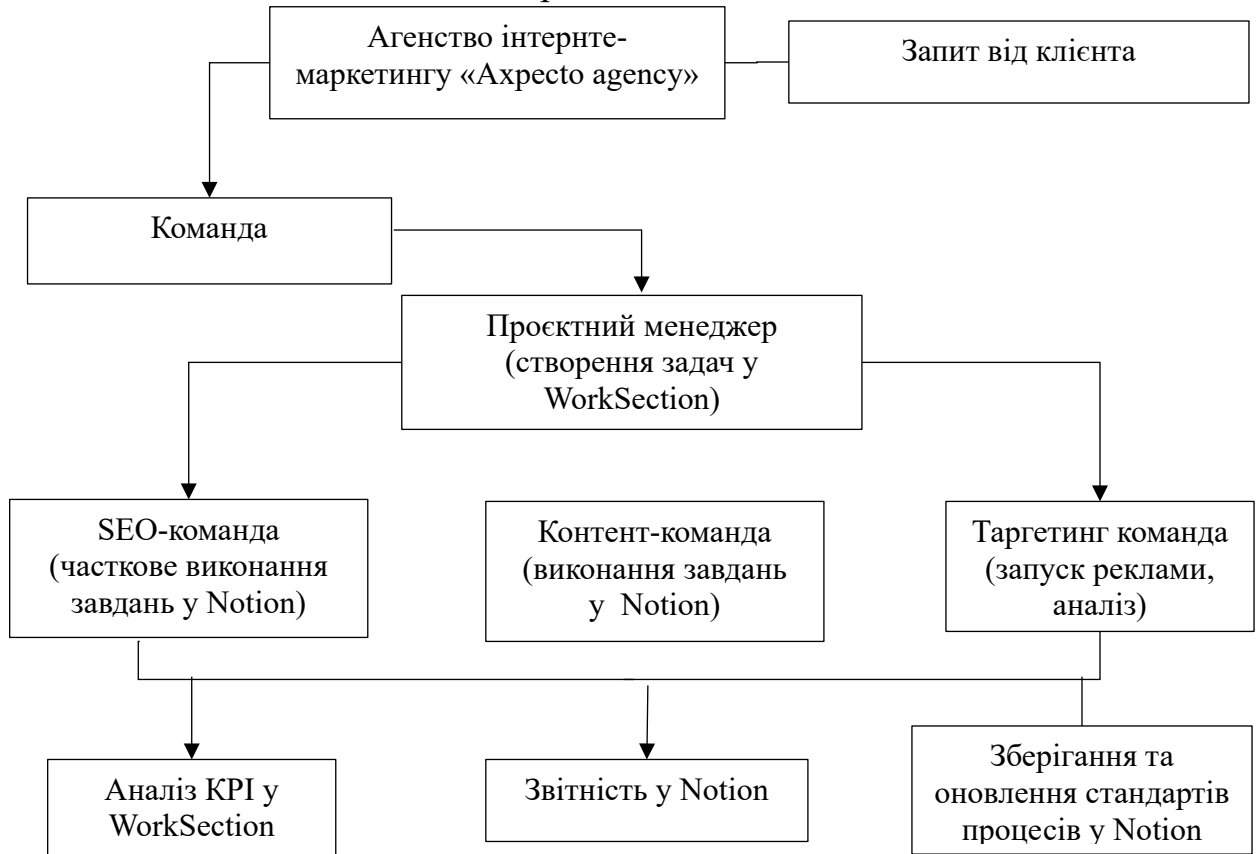 Агенство інтернте-
маркетингу «Axpecto agency»
Запит від клієнта
Команда
Проєктний менеджер
(створення задач у
WorkSection)
SEO-команда
(часткове виконання
завдань у Notion)
Контент-команда
(виконання завдань
у Notion)
Таргетинг команда
(запуск реклами,
аналіз)
Аналіз KPI у
WorkSection
Звітність у Notion
Зберігання та
оновлення стандартів
процесів у Notion